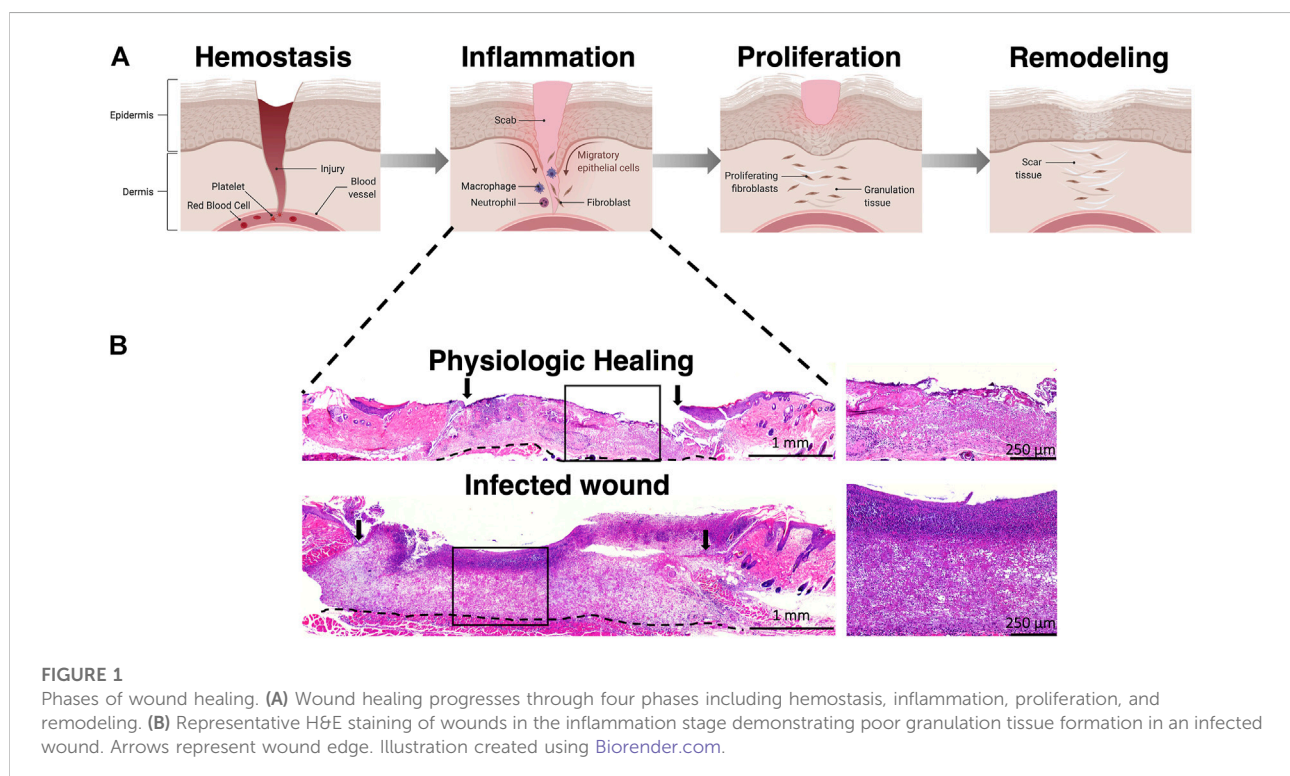 A
Hemostasis
Inflammation
Proliferation
Remodeling
Epidermis
Dermis
Injury
Platelet
Blood
vessel
Red Blood Cell
Scab
Migratory
epithelial cells
Macrophage
Neutrophil
Fibroblast
Proliferating
fibroblasts
Granulation
tissue
Scar
tissue
B
Physiologic Healing
1 mm
250 µm
Infected wound
1 mm
250 µm
FIGURE 1
Phases of wound healing. (A) Wound healing progresses through four phases including hemostasis, inflammation, proliferation, and
remodeling. (B) Representative H&E staining of wounds in the inflammation stage demonstrating poor granulation tissue formation in an infected
wound. Arrows represent wound edge. Illustration created using Biorender.com.